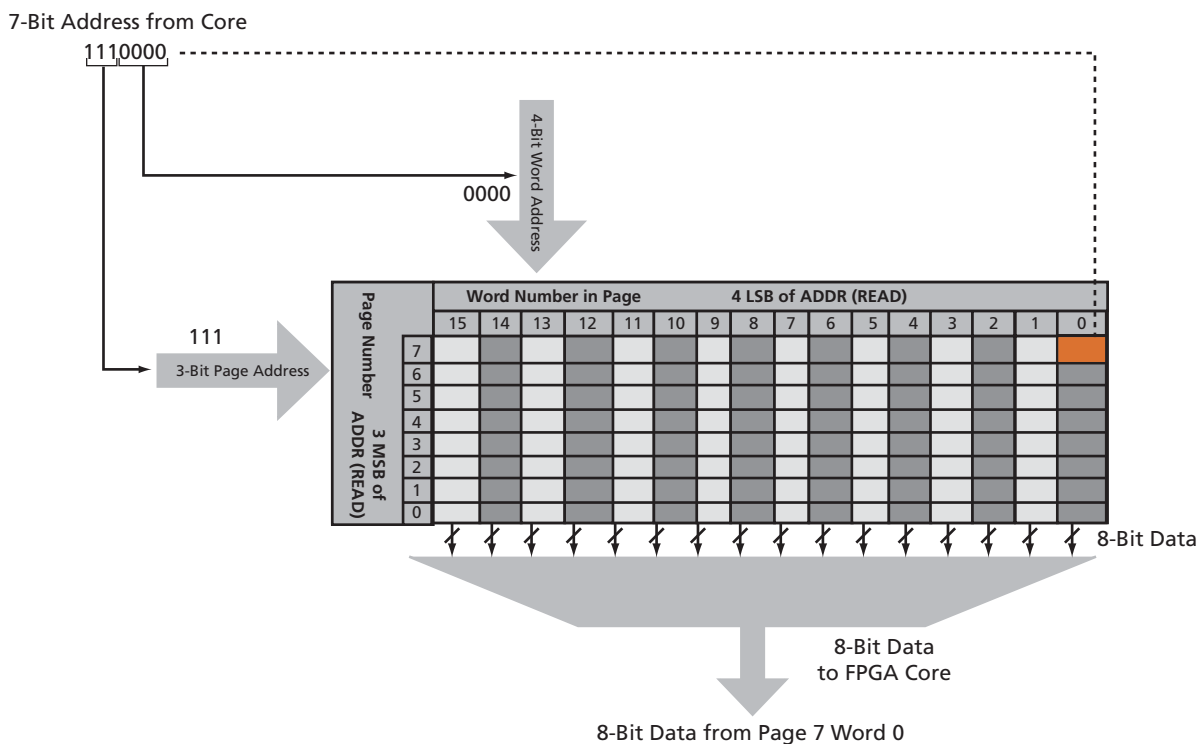 7-Bit Address from Core
1110000
4-Bit Word Address
0000
111
3-Bit Page Address
Page Number
3 MSB of
ADDR (READ)
Word Number in Page 4 LSB of ADDR (READ)
15 14 13 12 11 10 9 8 7 6 5 4 3 2 1 0
7
6
5
4
3
2
1
0
8-Bit Data
8-Bit Data
to FPGA Core
8-Bit Data from Page 7 Word 0